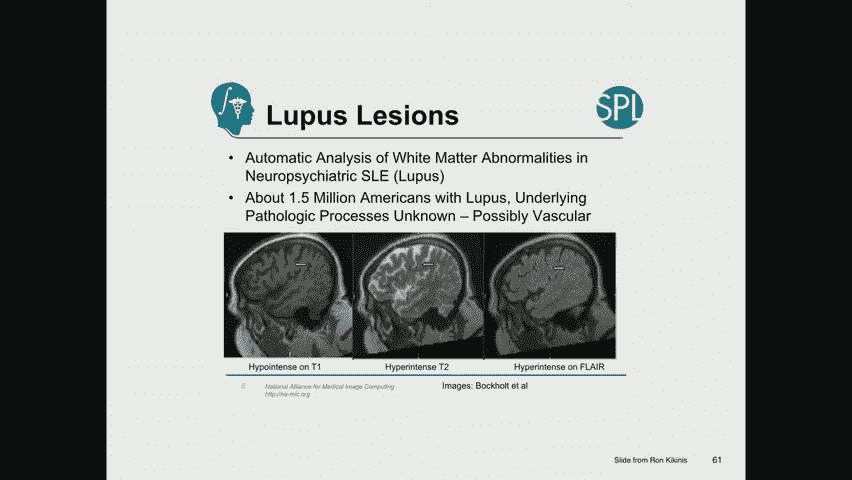 SPL
Lupus Lesions
• Automatic Analysis of White Matter Abnormalities in
Neuropsychiatric SLE (Lupus)
• About 1.5 Million Americans with Lupus, Underlying
Pathologic Processes Unknown – Possibly Vascular
Hypointense on T1 Hyperintense T2 Hyperintense on FLAIR
8 National Alliance for Medical Image Computing Images: Bockholt et al
http://na-mic.org
Slide from Ron Kikinis 61